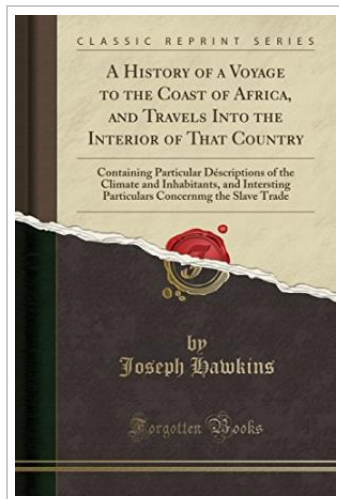 CLASSIC REPRINT SERIES
A HISTORY OF A VOYAGE
TO THE COAST OF AFRICA,
AND TRAVELS INTO THE
INTERIOR OF THAT COUNTRY
Containing Particular Déscriptions of the
Climate and Inhabitants, and Intersting
Particulars Concernmg the Slave Trade
by
Joseph Hawkins
Forgotten Books